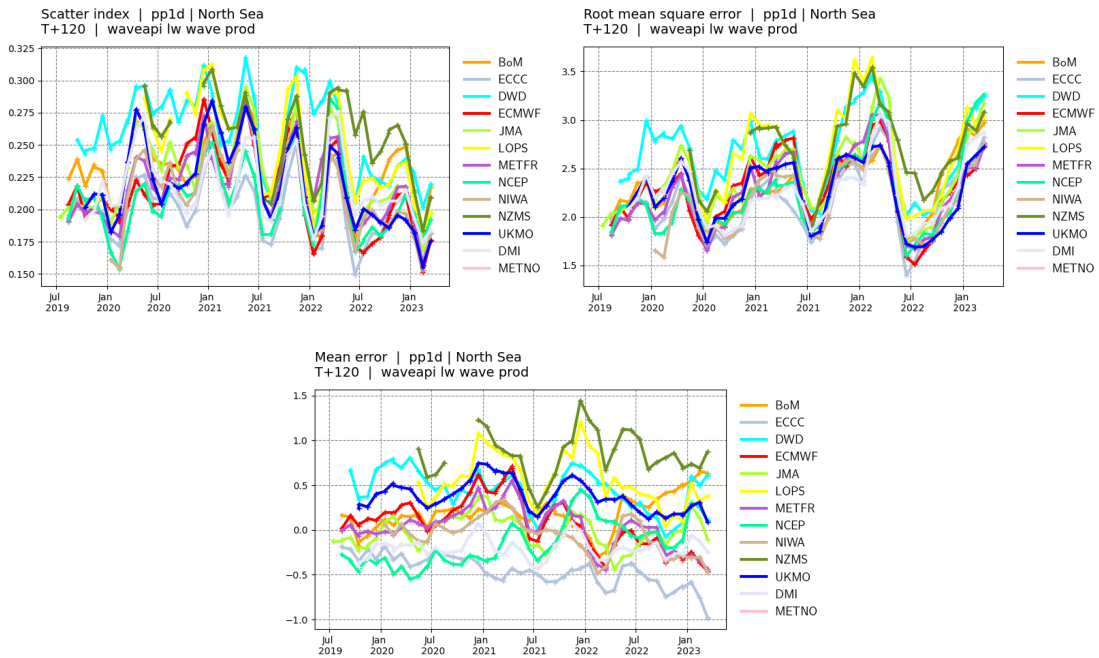 Scatter index | pp1d | North Sea
T+120 | waveapi lw wave prod
0.325
0.300
0.275
0.250
0.225
0.200
0.175
0.150
Jul
2019
Jan
2020
Jul
2020
Jan
2021
Jul
2021
Jan
2022
Jul
2022
Jan
2023
BoM
ECCC
DWD
ECMWF
JMA
LOPS
METFR
NCEP
NIWA
NZMS
UKMO
DMI
METNO
Root mean square error | pp1d | North Sea
T+120 | waveapi lw wave prod
3.5
3.0
2.5
2.0
1.5
Jul
2019
Jan
2020
Jul
2020
Jan
2021
Jul
2021
Jan
2022
Jul
2022
Jan
2023
BoM
ECCC
DWD
ECMWF
JMA
LOPS
METFR
NCEP
NIWA
NZMS
UKMO
DMI
METNO
Mean error | pp1d | North Sea
T+120 | waveapi lw wave prod
1.5
1.0
0.5
0.0
−0.5
−1.0
Jul
2019
Jan
2020
Jul
2020
Jan
2021
Jul
2021
Jan
2022
Jul
2022
Jan
2023
BoM
ECCC
DWD
ECMWF
JMA
LOPS
METFR
NCEP
NIWA
NZMS
UKMO
DMI
METNO